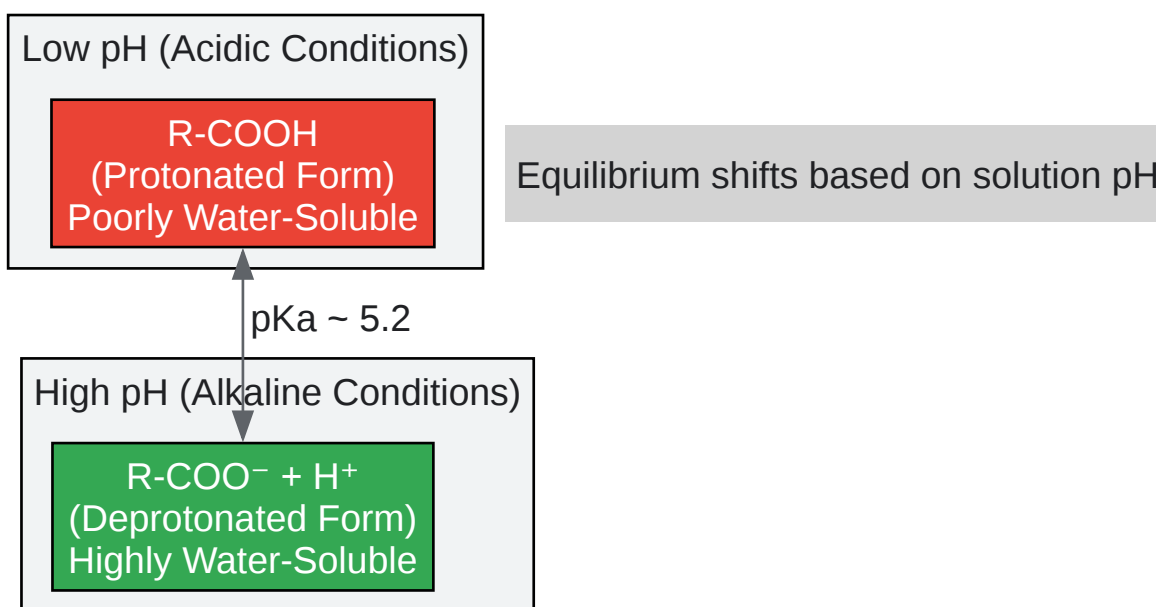 Low pH (Acidic Conditions)
R-COOH
(Protonated Form)
Poorly Water-Soluble
Equilibrium shifts based on solution pH
pKa ~ 5.2
High pH (Alkaline Conditions)
R-COO⁻ + H⁺
(Deprotonated Form)
Highly Water-Soluble